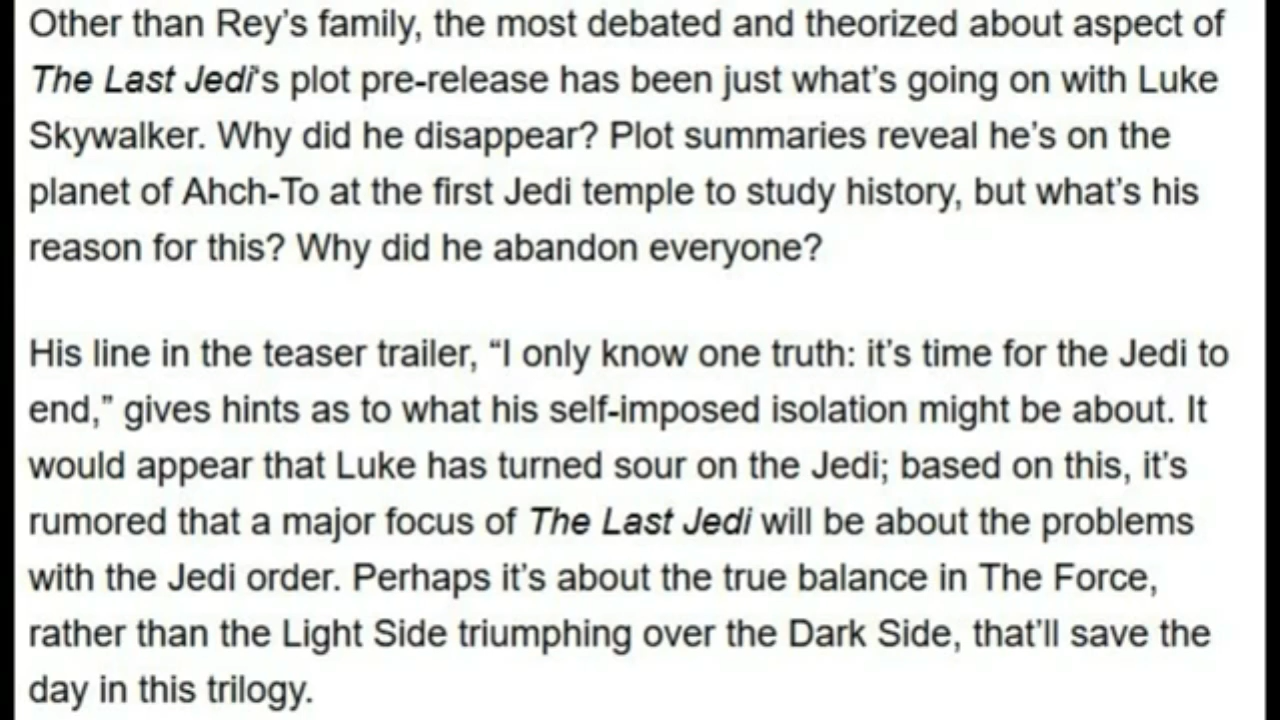 Other than Rey’s family, the most debated and theorized about aspect of
The Last Jedi's plot pre-release has been just what’s going on with Luke
Skywalker. Why did he disappear? Plot summaries reveal he’s on the
planet of Ahch-To at the first Jedi temple to study history, but what’s his
reason for this? Why did he abandon everyone?
His line in the teaser trailer, “I only know one truth: it’s time for the Jedi to
end,” gives hints as to what his self-imposed isolation might be about. It
would appear that Luke has turned sour on the Jedi; based on this, it’s
rumored that a major focus of The Last Jedi will be about the problems
with the Jedi order. Perhaps it’s about the true balance in The Force,
rather than the Light Side triumphing over the Dark Side, that’ll save the
day in this trilogy.